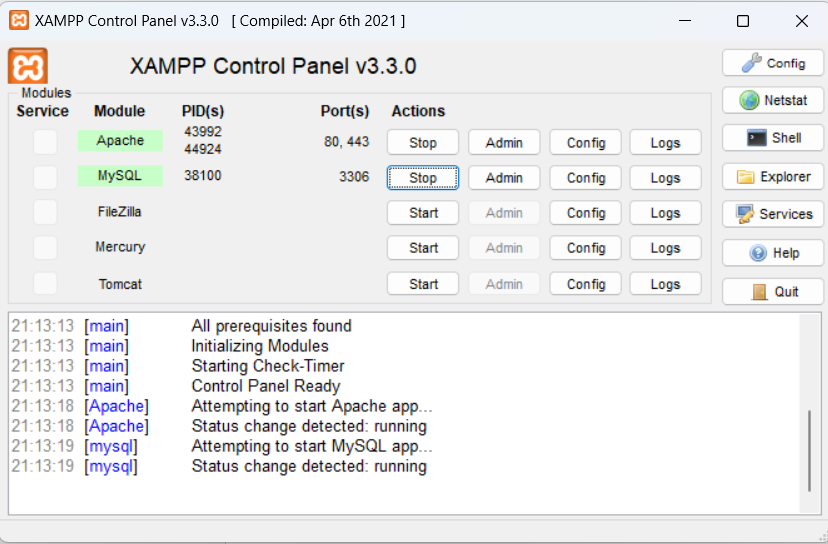 XAMPP Control Panel v3.3.0 [ Compiled: Apr 6th 2021 ]
XAMPP Control Panel v3.3.0
Config
Modules
Service Module PID(s) Port(s) Actions
Netstat
Apache 43992 44924 80, 443 Stop Admin Config Logs
Shell
MySQL 38100 3306 Stop Admin Config Logs
Explorer
FileZilla Start Admin Config Logs
Services
Mercury Start Admin Config Logs
Help
Tomcat Start Admin Config Logs
Quit
21:13:13 [main] All prerequisites found
21:13:13 [main] Initializing Modules
21:13:13 [main] Starting Check-Timer
21:13:13 [main] Control Panel Ready
21:13:18 [Apache] Attempting to start Apache app...
21:13:18 [Apache] Status change detected: running
21:13:19 [mysql] Attempting to start MySQL app...
21:13:19 [mysql] Status change detected: running